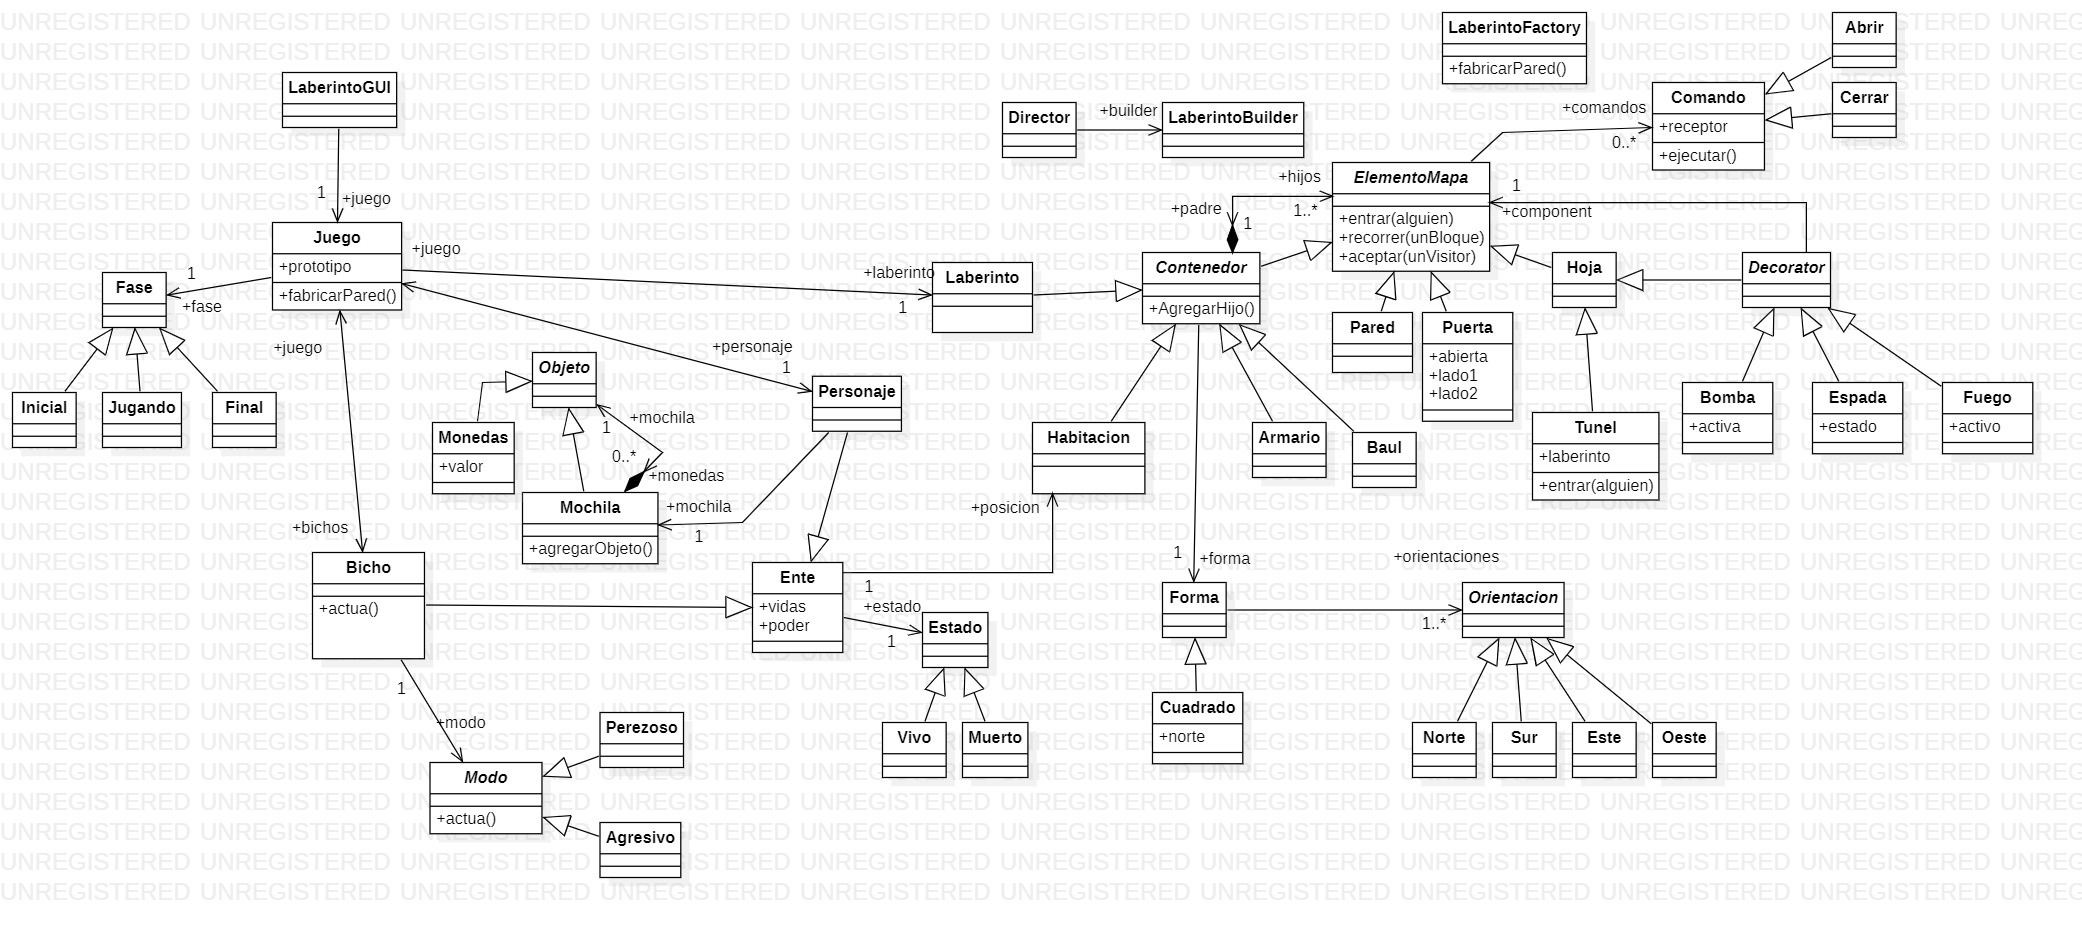 LaberintoFactory
+fabricarPared()
Abrir
Cerrar
Comando
+receptor
+ejecutar()
+comandos
0..*
LaberintoGUI
1
+juego
Director
+builder
LaberintoBuilder
ElementoMapa
+entrar(alguien)
+recorrer(unBloque)
+aceptar(unVisitor)
+hijos
1..*
+padre
1
1
+component
Juego
+prototipo
+fabricarPared()
+juego
+laberinto
1
Laberinto
Contenedor
+AgregarHijo()
Hoja
Decorator
Fase
1
+fase
Inicial
Jugando
Final
+juego
+personaje
1
Personaje
Objeto
Monedas
+valor
+mochila
1
0..*
+monedas
Mochila
+agregarObjeto()
+mochila
1
Pared
Puerta
+abierta
+lado1
+lado2
Habitacion
Armario
Baul
Tunel
+laberinto
+entrar(alguien)
Bomba
+activa
Espada
+estado
Fuego
+activo
+posicion
1
+bichos
Bicho
+actua()
Ente
+vidas
+poder
+estado
1
Estado
Vivo
Muerto
1
+forma
Forma
+orientaciones
1..*
Orientacion
Cuadrado
+norte
Norte
Sur
Este
Oeste
1
+modo
Modo
+actua()
Perezoso
Agresivo
UNREGISTERED